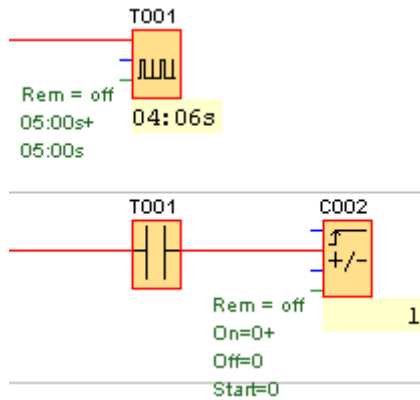 T001
Rem = off
05:00s+
05:00s
04:06s
T001
C002
+/-
Rem = off
On=0+
Off=0
Start=0
1